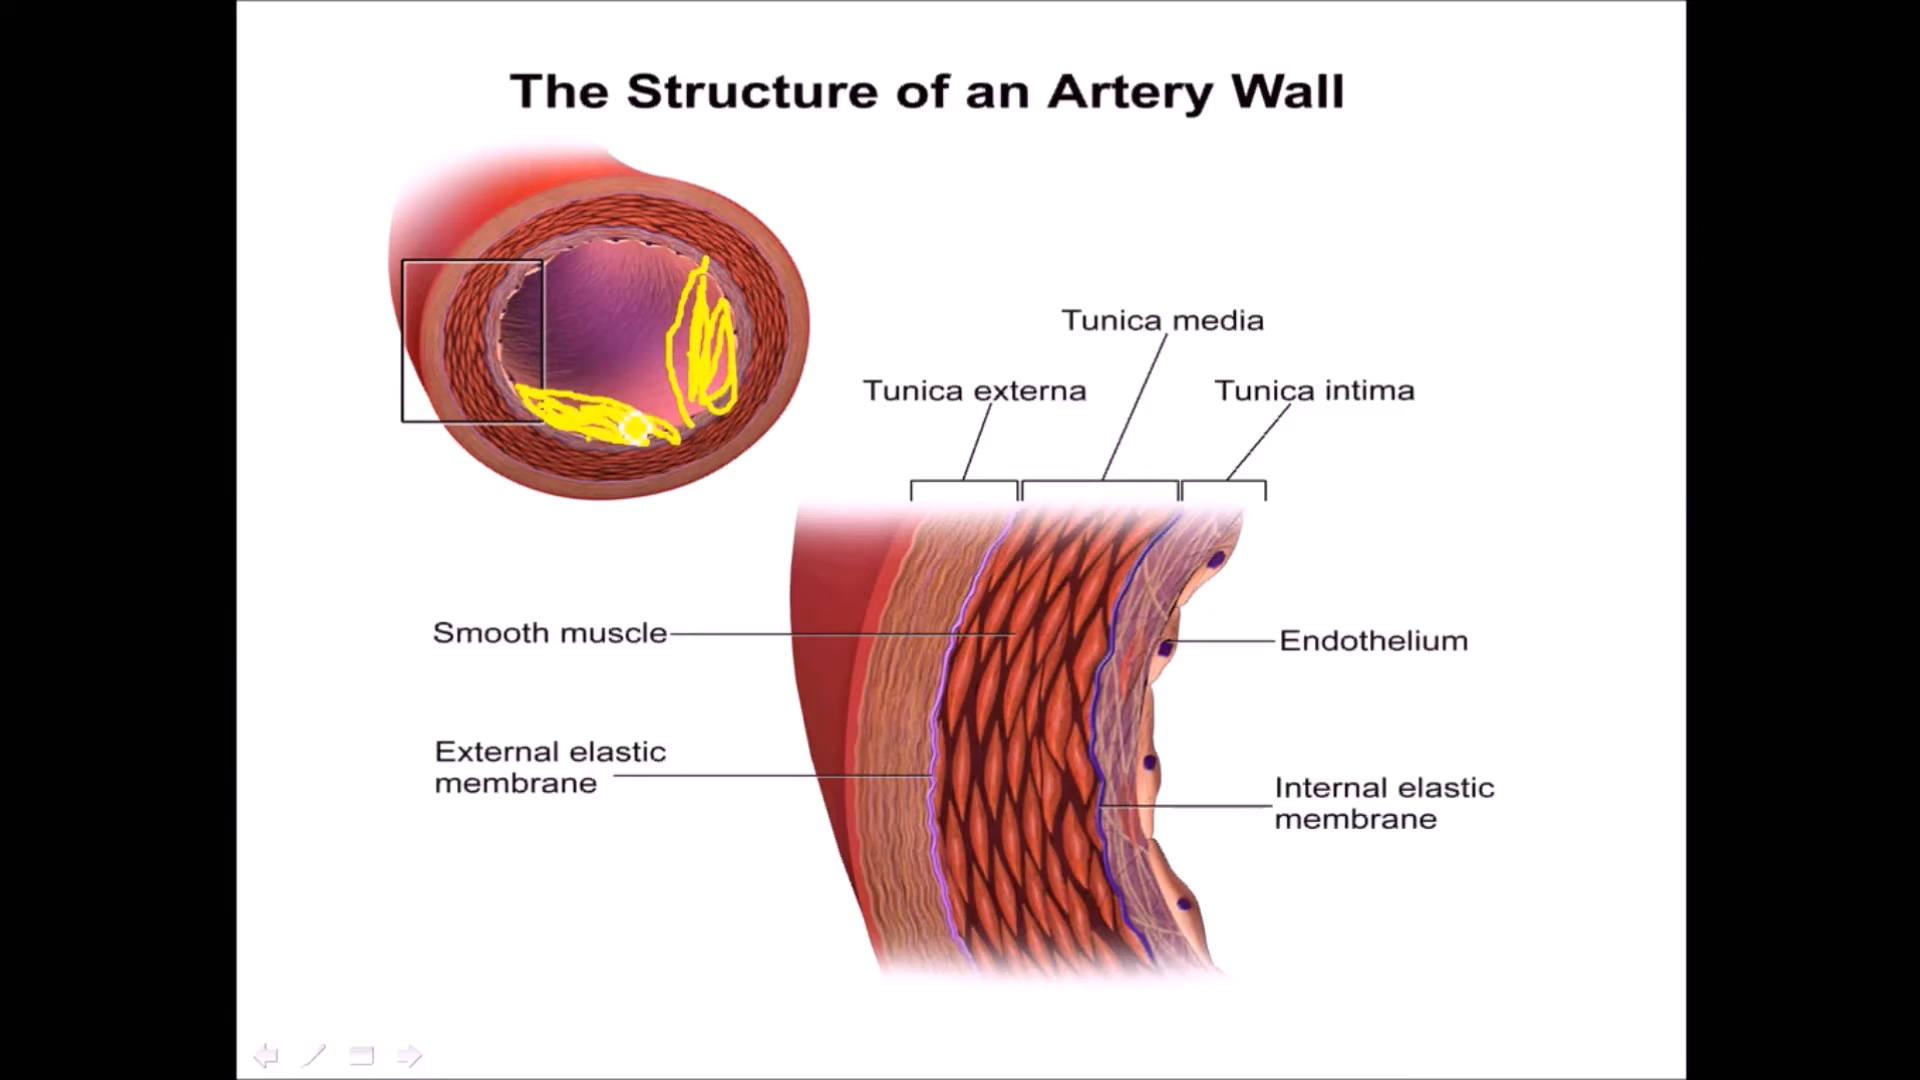 The Structure of an Artery Wall
Tunica media
Tunica externa
Tunica intima
Smooth muscle
Endothelium
External elastic
membrane
Internal elastic
membrane